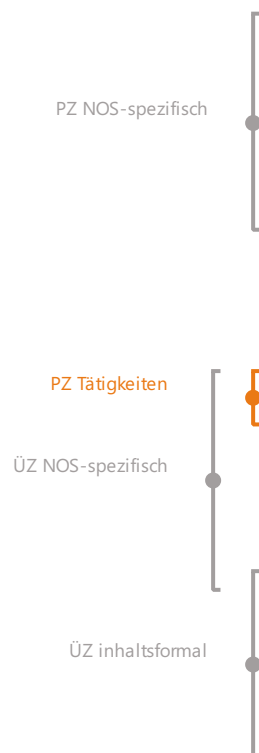 PZ NOS-spezifisch
PZ Tätigkeiten
ÜZ NOS-spezifisch
ÜZ inhaltsformal